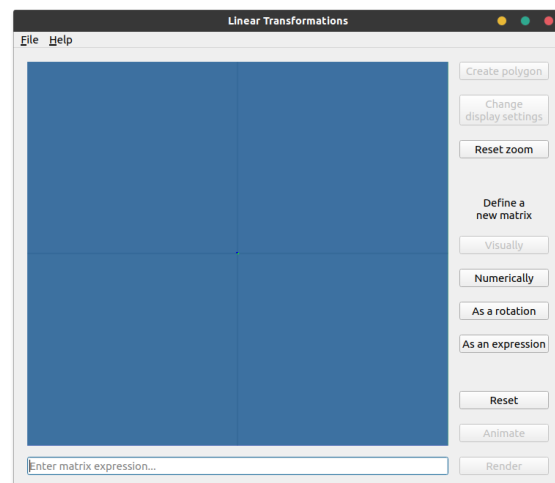 Linear Transformations
File Help
Create polygon
Change
display settings
Reset zoom
Define a
new matrix
Visually
Numerically
As a rotation
As an expression
Reset
Animate
Enter matrix expression...
Render